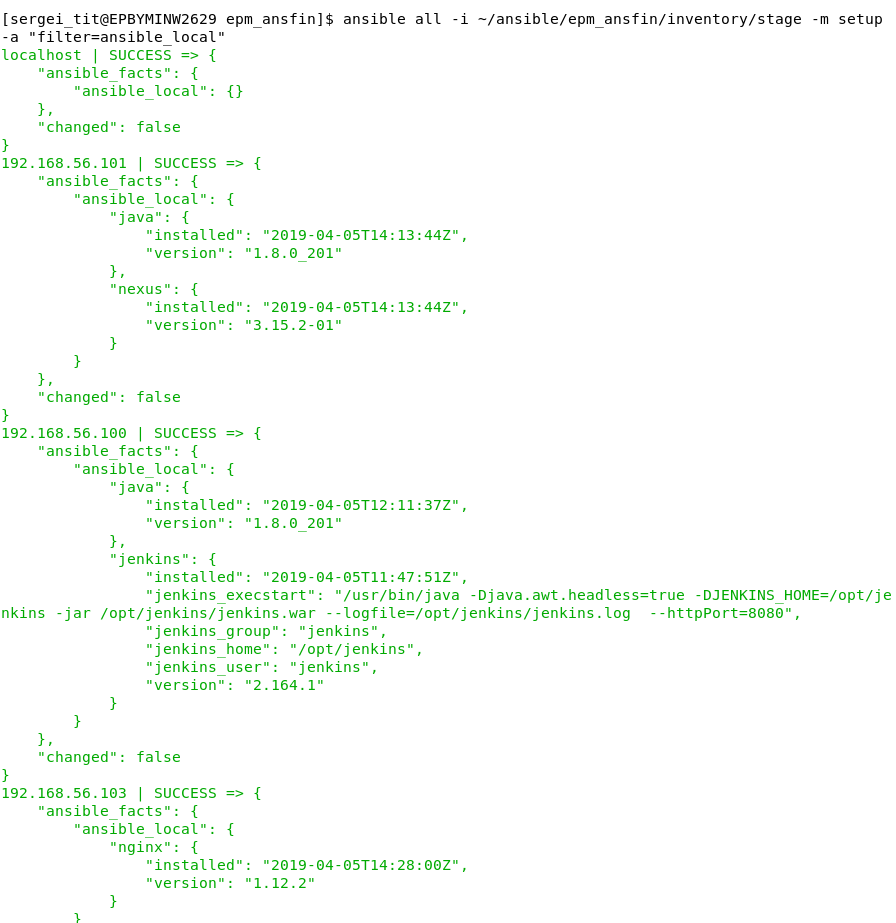 [sergei_tit@EPBYMINW2629 epm_ansfin]$ ansible all -i ~/ansible/epm_ansfin/inventory/stage -m setup
-a "filter=ansible_local"
localhost | SUCCESS => {
    "ansible_facts": {
        "ansible_local": {}
    },
    "changed": false
}
192.168.56.101 | SUCCESS => {
    "ansible_facts": {
        "ansible_local": {
            "java": {
                "installed": "2019-04-05T14:13:44Z",
                "version": "1.8.0_201"
            },
            "nexus": {
                "installed": "2019-04-05T14:13:44Z",
                "version": "3.15.2-01"
            }
        }
    },
    "changed": false
}
192.168.56.100 | SUCCESS => {
    "ansible_facts": {
        "ansible_local": {
            "java": {
                "installed": "2019-04-05T12:11:37Z",
                "version": "1.8.0_201"
            },
            "jenkins": {
                "installed": "2019-04-05T11:47:51Z",
                "jenkins_execstart": "/usr/bin/java -Djava.awt.headless=true -DJENKINS_HOME=/opt/je
nkins -jar /opt/jenkins/jenkins.war --logfile=/opt/jenkins/jenkins.log  --httpPort=8080",
                "jenkins_group": "jenkins",
                "jenkins_home": "/opt/jenkins",
                "jenkins_user": "jenkins",
                "version": "2.164.1"
            }
        }
    },
    "changed": false
}
192.168.56.103 | SUCCESS => {
    "ansible_facts": {
        "ansible_local": {
            "nginx": {
                "installed": "2019-04-05T14:28:00Z",
                "version": "1.12.2"
            }
        }